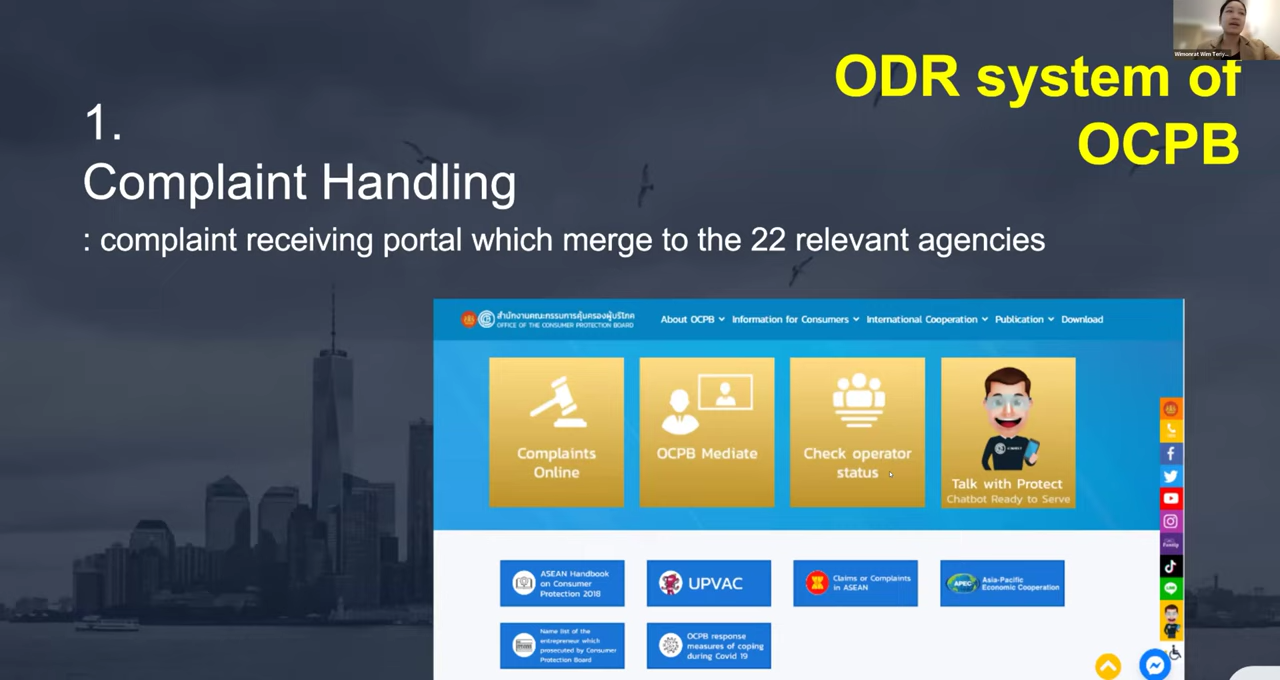 Wimonrat Wim Teriy...
ODR system of
OCPB
1.
Complaint Handling
: complaint receiving portal which merge to the 22 relevant agencies
สำนักงานคณะกรรมการคุ้มครองผู้บริโภค
OFFICE OF THE CONSUMER PROTECTION BOARD
About OCPB
Information for Consumers
International Cooperation
Publication
Download
Complaints
Online
OCPB Mediate
Check operator
status
Talk with Protect
Chatbot Ready to Serve
ASEAN Handbook
on Consumer
Protection 2018
UPVAC
Claims or Complaints
in ASEAN
APEC
Asia-Pacific
Economic Cooperation
Name list of the
entrepreneur which
prosecuted by Consumer
Protection Board
OCPB response
measures of coping
during Covid 19